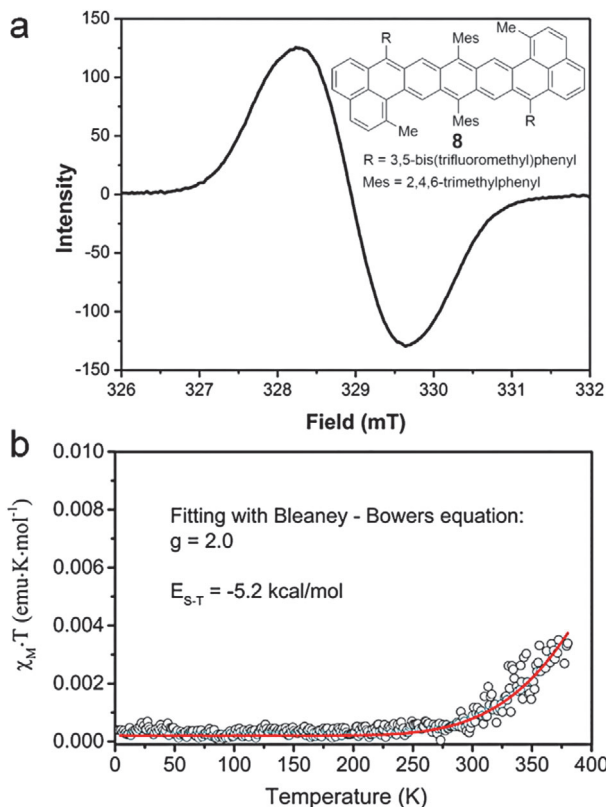 a
Intensity
150
100
50
0
-50
-100
-150
R
Mes
Me
Me
Mes
R
8
R = 3,5-bis(trifluoromethyl)phenyl
Mes = 2,4,6-trimethylphenyl
326 327 328 329 330 331 332
Field (mT)
b
χM·T (emu·K·mol⁻¹)
0.010
0.008
0.006
0.004
0.002
0.000
Fitting with Bleaney - Bowers equation:
g = 2.0
ES-T = -5.2 kcal/mol
0 50 100 150 200 250 300 350 400
Temperature (K)